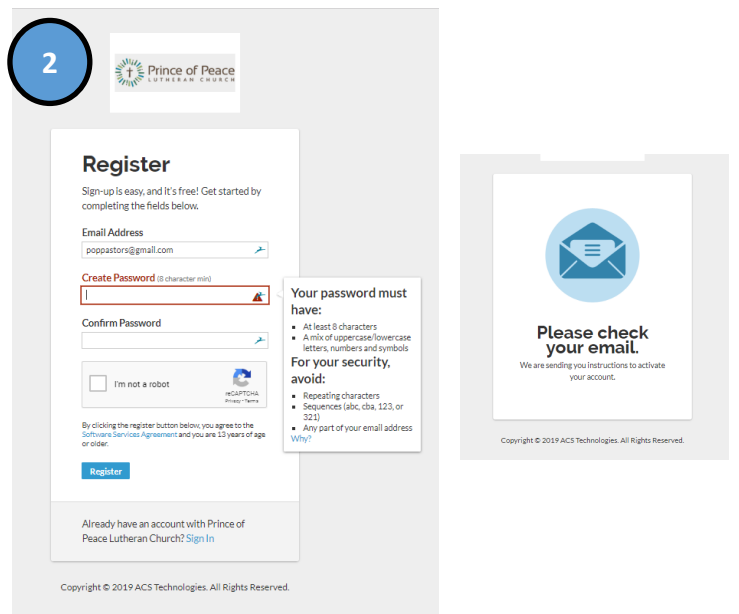 2
Prince of Peace
LUTHERAN CHURCH
Register
Sign-up is easy, and it's free! Get started by
completing the fields below.
Email Address
poppastors@gmail.com
Create Password (8 character min)
Confirm Password
I'm not a robot
reCAPTCHA
Privacy - Terms
By clicking the register button below, you agree to the
Software Services Agreement and you are 13 years of age
or older.
Register
Already have an account with Prince of
Peace Lutheran Church? Sign In
Copyright © 2019 ACS Technologies. All Rights Reserved.
Your password must
have:
At least 8 characters
A mix of uppercase/lowercase
letters, numbers and symbols
For your security,
avoid:
Repeating characters
Sequences (abc, cba, 123, or
321)
Any part of your email address
Why?
Please check
your email.
We are sending you instructions to activate
your account.
Copyright © 2019 ACS Technologies. All Rights Reserved.